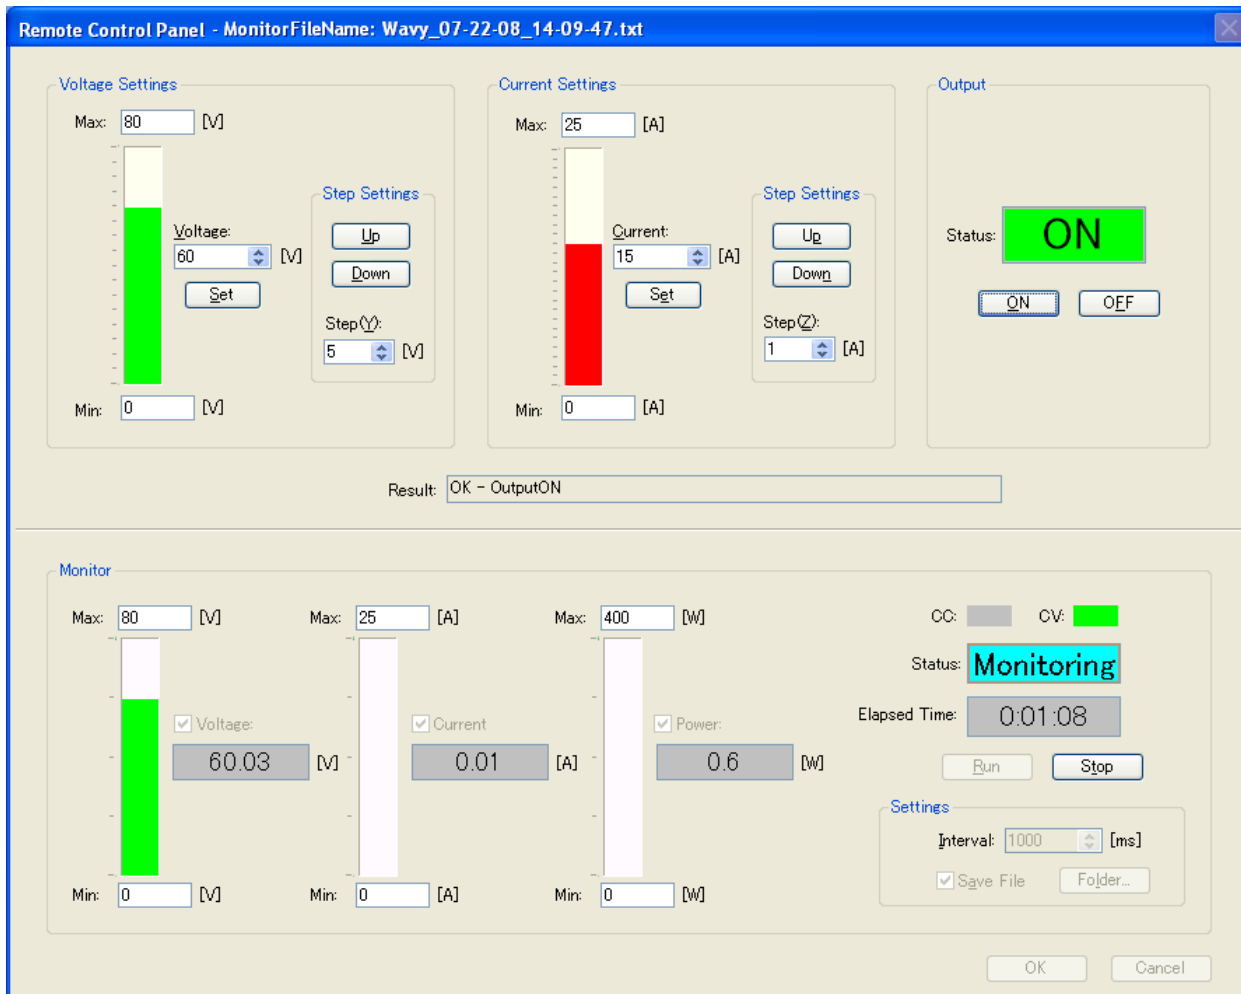 Remote Control Panel - MonitorFileName: Wavy_07-22-08_14-09-47.txt
Voltage Settings
Max: 80 [V]
Voltage:
60 [V]
Set
Step Settings
Up
Down
Step(Y):
5 [V]
Min: 0 [V]
Current Settings
Max: 25 [A]
Current:
15 [A]
Set
Step Settings
Up
Down
Step(Z):
1 [A]
Min: 0 [A]
Output
Status: ON
ON OFF
Result: OK - OutputON
Monitor
Max: 80 [V]
Voltage:
60.03 [V]
Min: 0 [V]
Max: 25 [A]
Current
0.01 [A]
Min: 0 [A]
Max: 400 [W]
Power:
0.6 [W]
Min: 0 [W]
CC: CV:
Status: Monitoring
Elapsed Time: 0:01:08
Run Stop
Settings
Interval: 1000 [ms]
Save File Folder...
OK Cancel